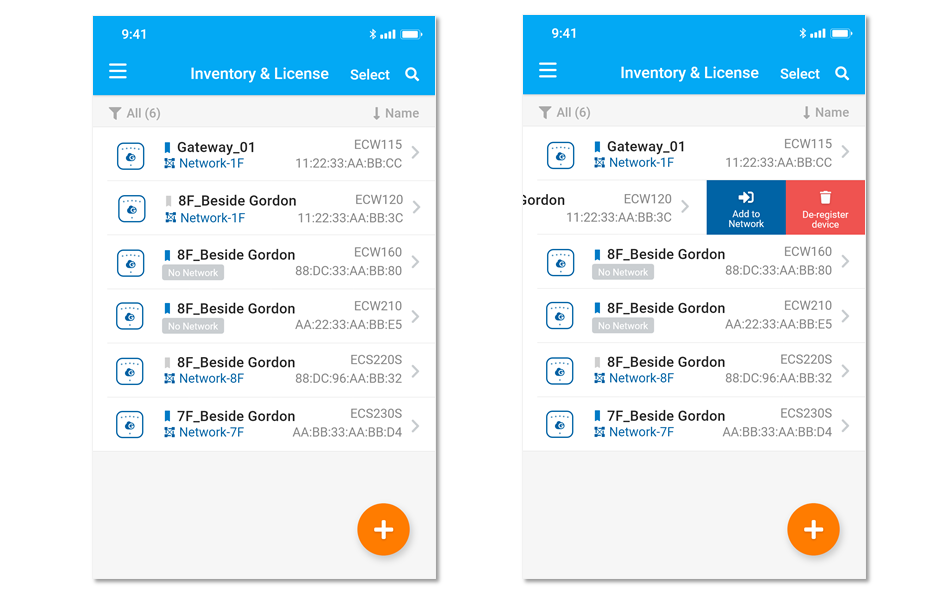 9:41
Inventory & License Select
All (6) Name
Gateway_01 ECW115
Network-1F 11:22:33:AA:BB:CC
8F_Beside Gordon ECW120
Network-1F 11:22:33:AA:BB:3C
8F_Beside Gordon ECW160
No Network 88:DC:33:AA:BB:80
8F_Beside Gordon ECW210
No Network AA:22:33:AA:BB:E5
8F_Beside Gordon ECS220S
Network-8F 88:DC:96:AA:BB:32
7F_Beside Gordon ECS230S
Network-7F AA:BB:33:AA:BB:D4
9:41
Inventory & License Select
All (6) Name
Gateway_01 ECW115
Network-1F 11:22:33:AA:BB:CC
Gordon ECW120
11:22:33:AA:BB:3C
Add to
Network
De-register
device
8F_Beside Gordon ECW160
No Network 88:DC:33:AA:BB:80
8F_Beside Gordon ECW210
No Network AA:22:33:AA:BB:E5
8F_Beside Gordon ECS220S
Network-8F 88:DC:96:AA:BB:32
7F_Beside Gordon ECS230S
Network-7F AA:BB:33:AA:BB:D4